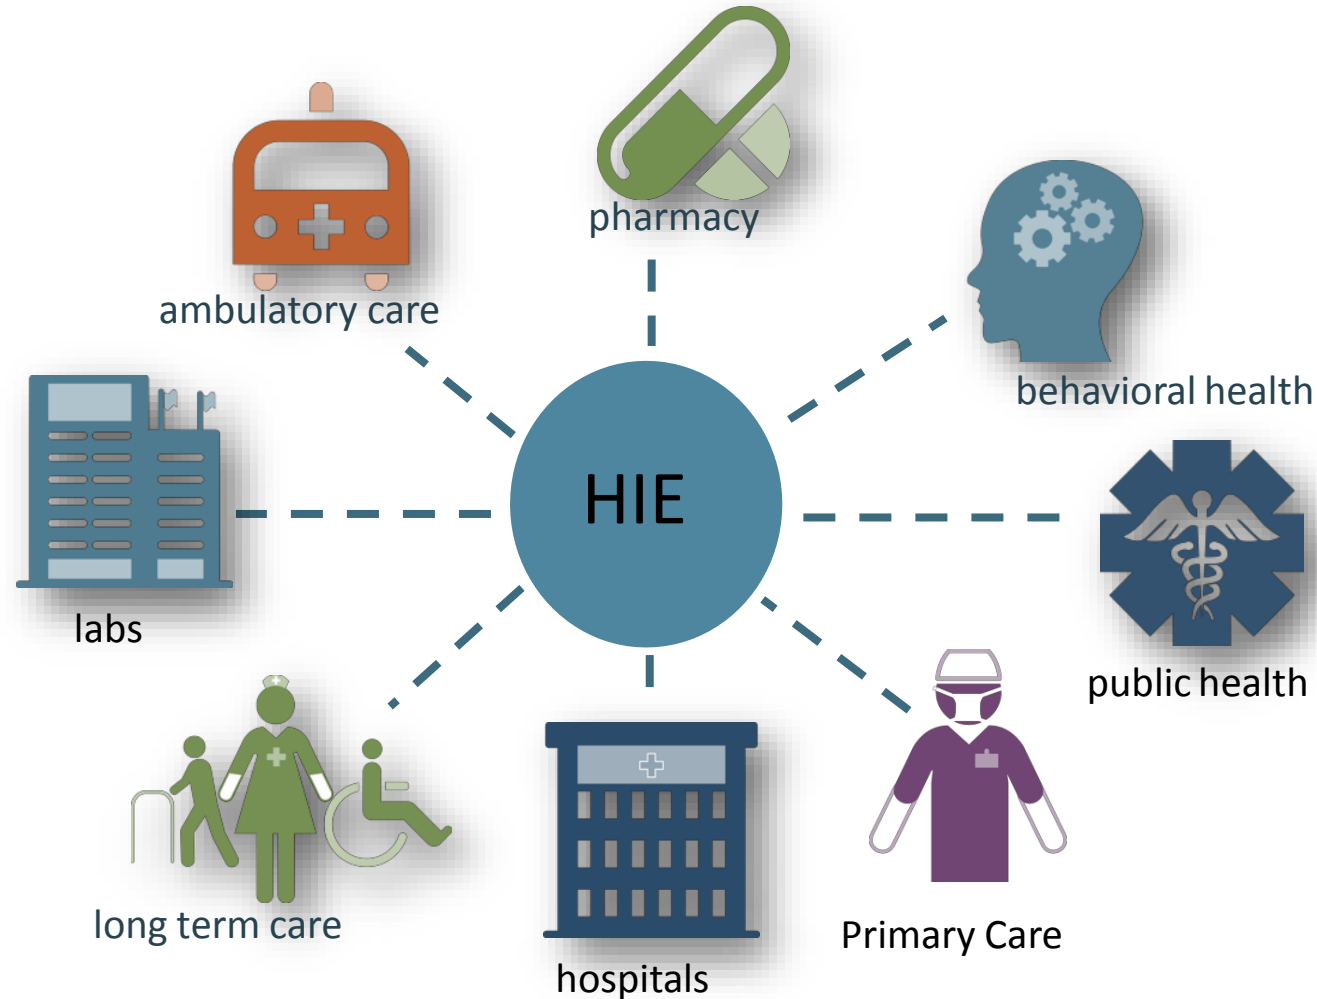 pharmacy
ambulatory care
behavioral health
HIE
labs
public health
long term care
Primary Care
hospitals